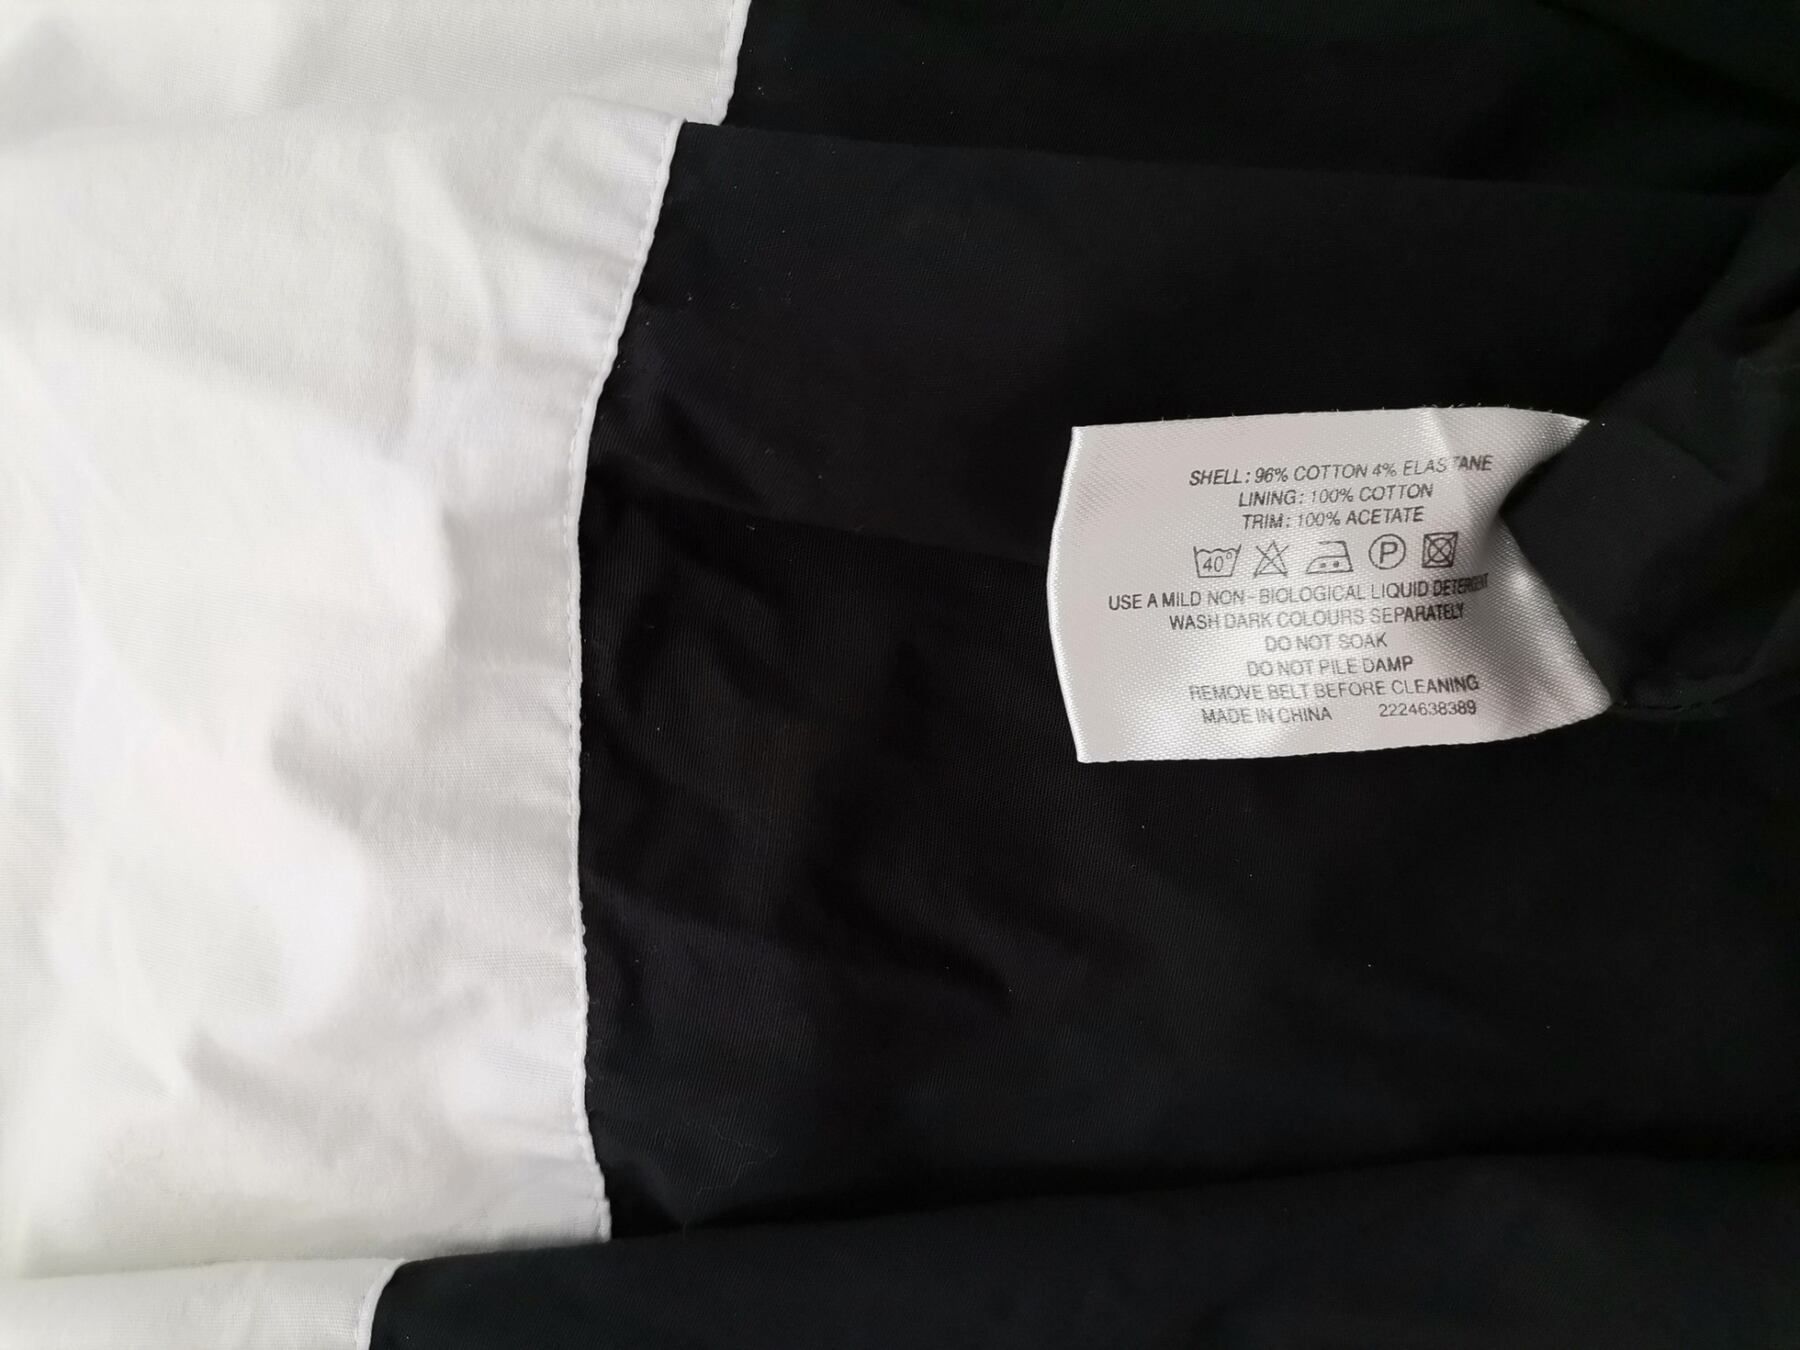 SHELL: 96% COTTON 4% ELASTANE
LINING: 100% COTTON
TRIM: 100% ACETATE
40° P
USE A MILD NON-BIOLOGICAL LIQUID DETERGENT
WASH DARK COLOURS SEPARATELY
DO NOT SOAK
DO NOT PILE DAMP
REMOVE BELT BEFORE CLEANING
MADE IN CHINA 2224638389